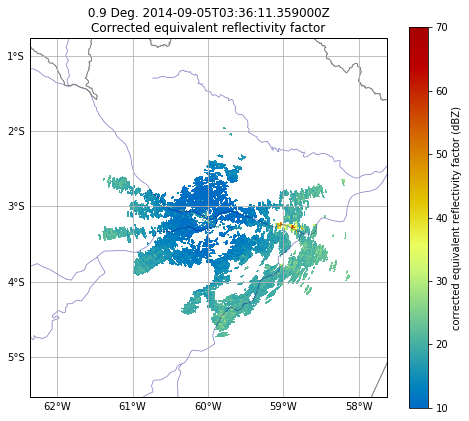 0.9 Deg. 2014-09-05T03:36:11.359000Z
Corrected equivalent reflectivity factor
1°S
2°S
3°S
4°S
5°S
62°W 61°W 60°W 59°W 58°W
70
60
50
40
30
20
10
corrected equivalent reflectivity factor (dBZ)